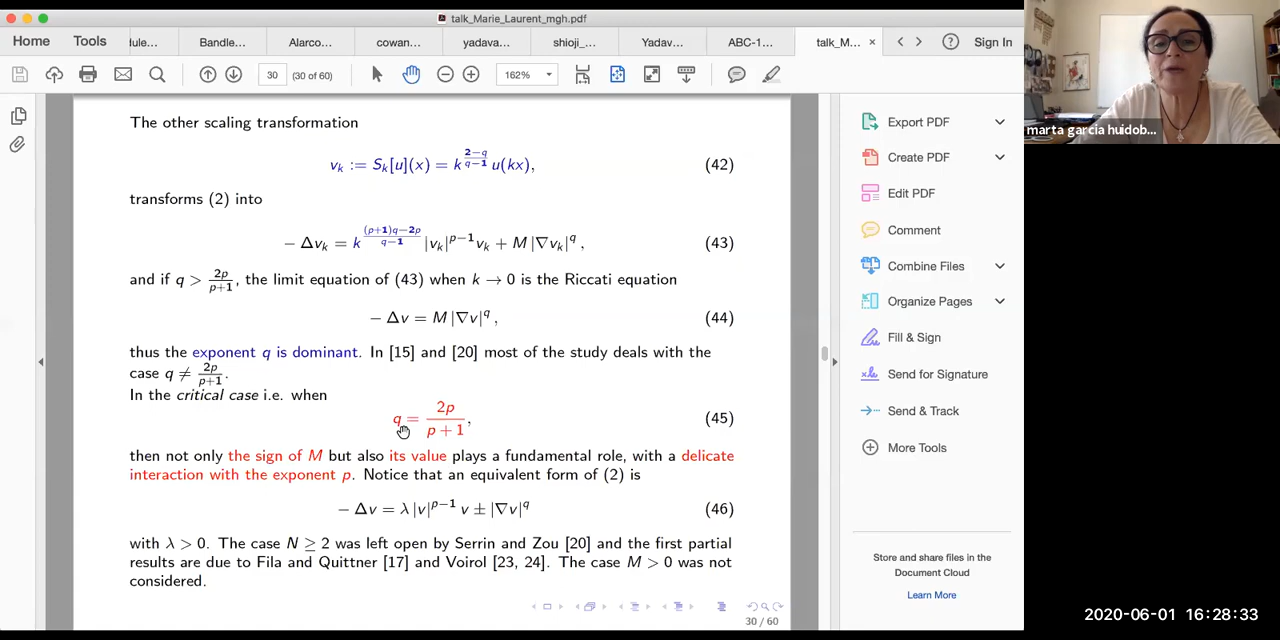 talk_Marie_Laurent_mgh.pdf
Home Tools dule... Bandle... Alarco... cowan... yadava... shioji_... Yadav... ABC-1... talk_M... × Sign In
30 (30 of 60) 162%
The other scaling transformation
v_k := S_k[u](x) = k^{\frac{2-q}{q-1}} u(kx), (42)
transforms (2) into
− Δv_k = k^{\frac{(p+1)q-2p}{q-1}} |v_k|^{p−1} v_k + M |∇v_k|^q , (43)
and if q > \frac{2p}{p+1}, the limit equation of (43) when k → 0 is the Riccati equation
− Δv = M |∇v|^q , (44)
thus the exponent q is dominant. In [15] and [20] most of the study deals with the
case q ≠ \frac{2p}{p+1}.
In the critical case i.e. when
q = \frac{2p}{p + 1}, (45)
then not only the sign of M but also its value plays a fundamental role, with a delicate
interaction with the exponent p. Notice that an equivalent form of (2) is
− Δv = λ |v|^{p−1} v ± |∇v|^q (46)
with λ > 0. The case N ≥ 2 was left open by Serrin and Zou [20] and the first partial
results are due to Fila and Quittner [17] and Voirol [23, 24]. The case M > 0 was not
considered.
30 / 60
Export PDF
Create PDF
Edit PDF
Comment
Combine Files
Organize Pages
Fill & Sign
Send for Signature
Send & Track
More Tools
Store and share files in the
Document Cloud
Learn More
marta garcia huidob...
2020-06-01 16:28:33